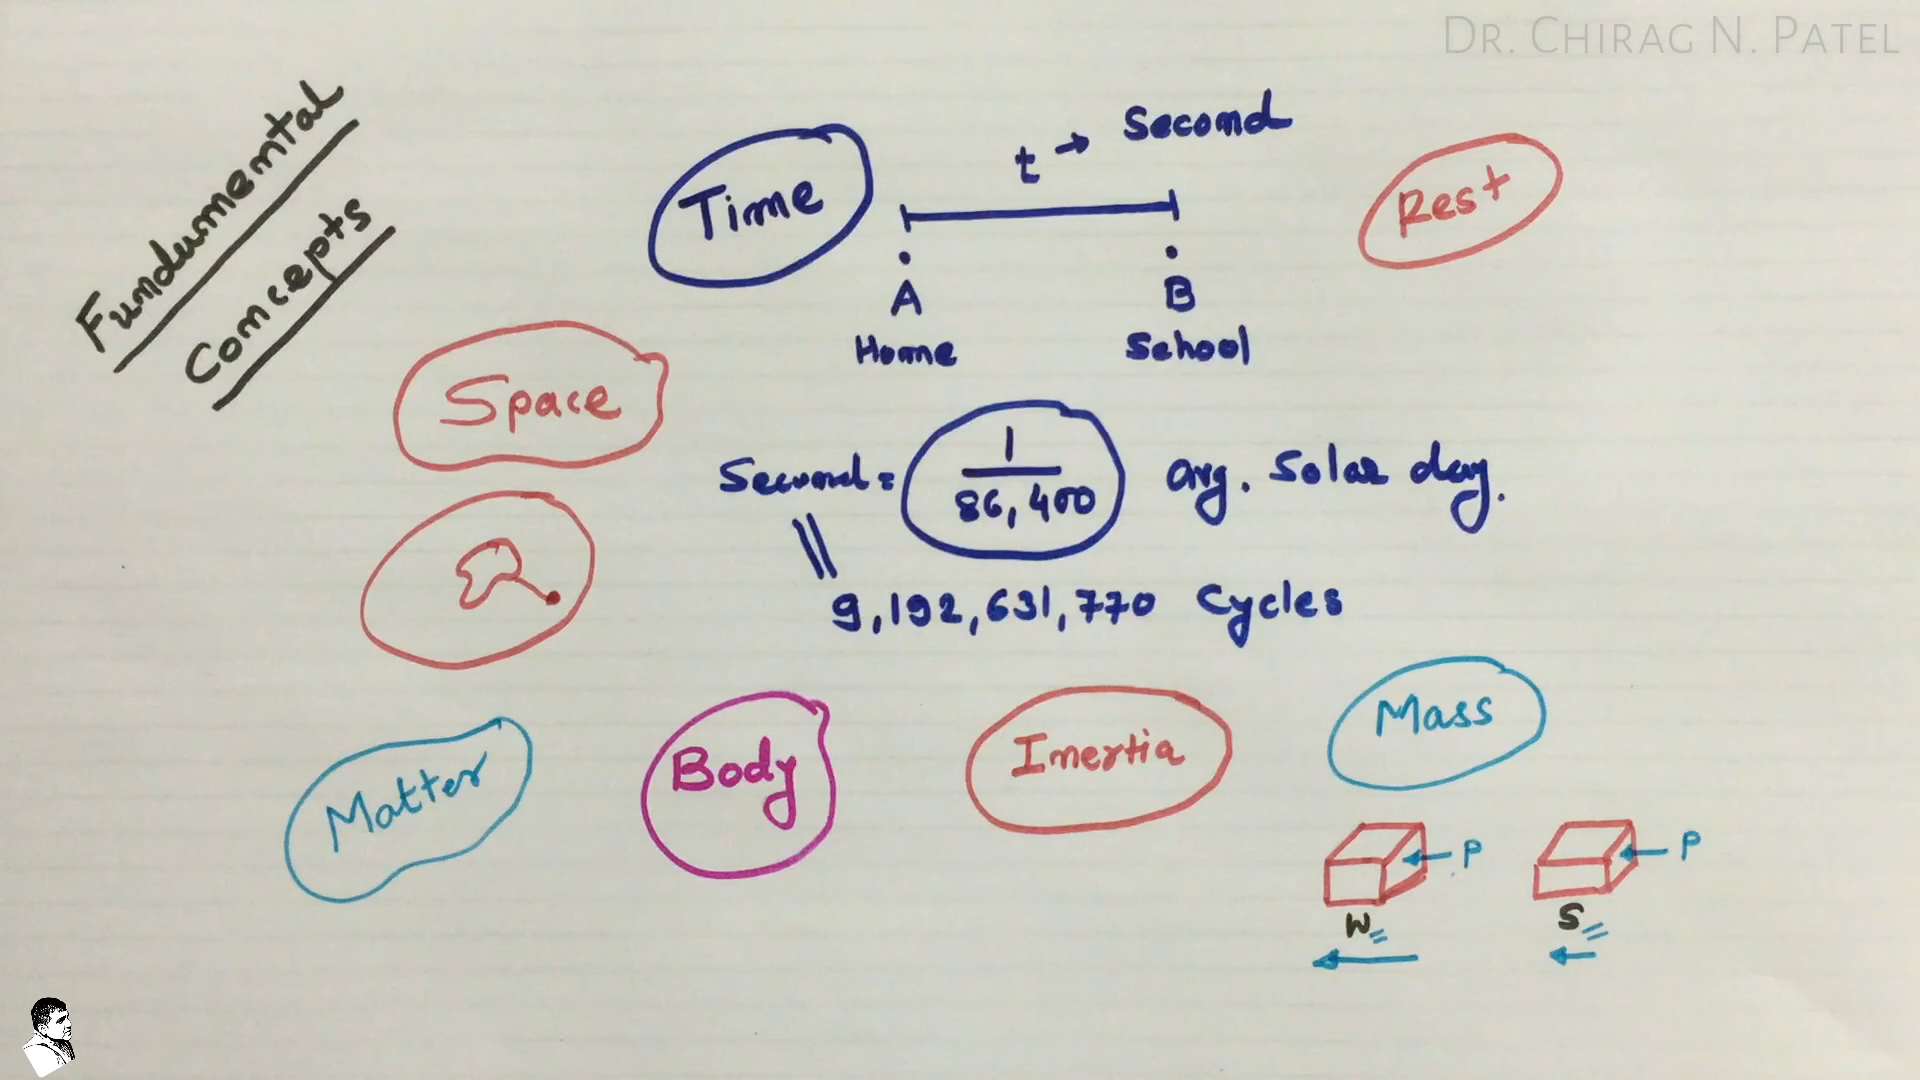 DR. CHIRAG N. PATEL
Fundumental
Concepts
Time
t → Second
A
Home
B
School
Rest
Space
Second = 1/86,400 avg. Solar day.
9,192,631,770 Cycles
Matter
Body
Inertia
Mass
P
W
P
S